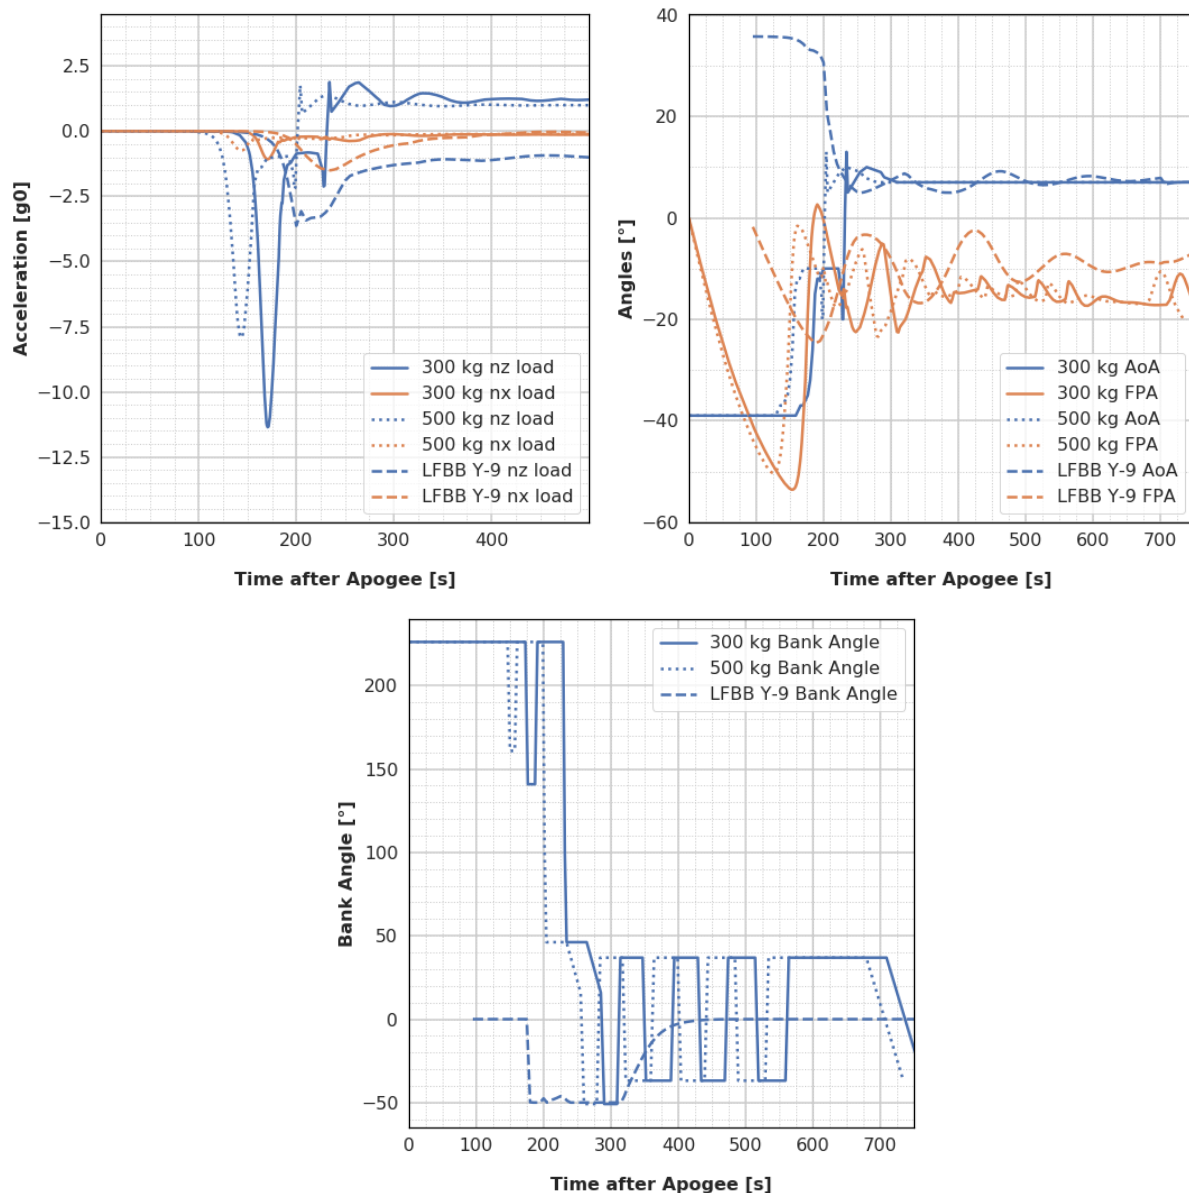 2.5
0.0
−2.5
−5.0
−7.5
−10.0
−12.5
−15.0
Acceleration [g0]
0 100 200 300 400
Time after Apogee [s]
300 kg nz load
300 kg nx load
500 kg nz load
500 kg nx load
LFBB Y-9 nz load
LFBB Y-9 nx load
40
20
0
−20
−40
−60
Angles [°]
0 100 200 300 400 500 600 700
Time after Apogee [s]
300 kg AoA
300 kg FPA
500 kg AoA
500 kg FPA
LFBB Y-9 AoA
LFBB Y-9 FPA
200
150
100
50
0
−50
Bank Angle [°]
0 100 200 300 400 500 600 700
Time after Apogee [s]
300 kg Bank Angle
500 kg Bank Angle
LFBB Y-9 Bank Angle